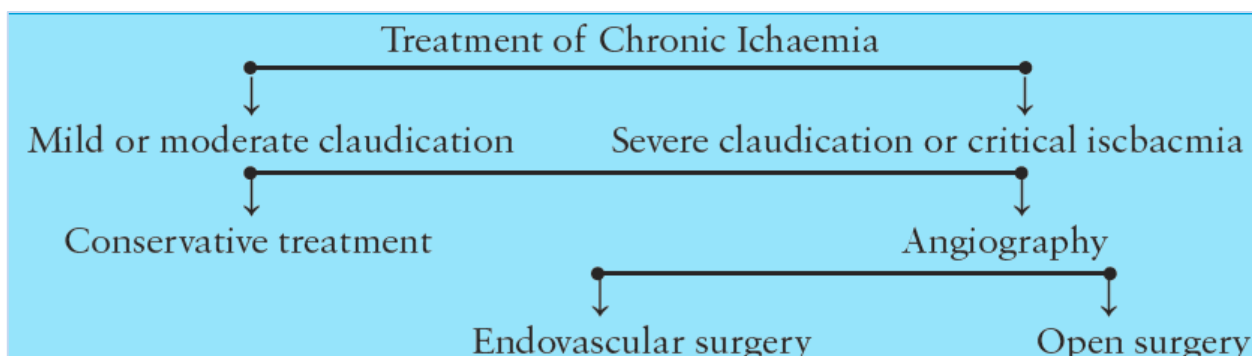 Treatment of Chronic Ichaemia
Mild or moderate claudication
Severe claudication or critical iscbacmia
Conservative treatment
Angiography
Endovascular surgery
Open surgery